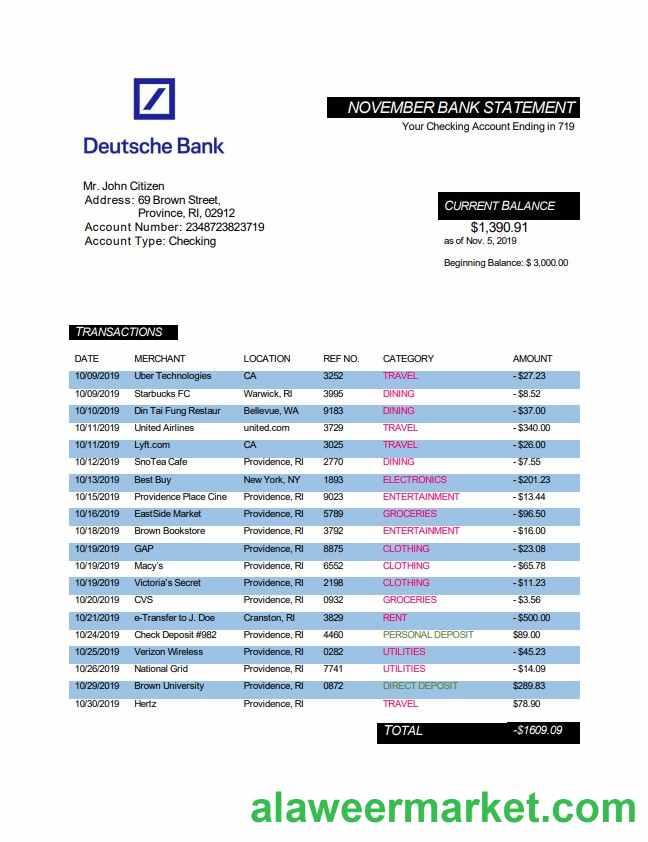 Deutsche Bank
NOVEMBER BANK STATEMENT
Your Checking Account Ending in 719
Mr. John Citizen
Address: 69 Brown Street,
Province, RI, 02912
Account Number: 2348723823719
Account Type: Checking
CURRENT BALANCE
$1,390.91
as of Nov. 5, 2019
Beginning Balance: $ 3,000.00
TRANSACTIONS
DATE MERCHANT LOCATION REF NO. CATEGORY AMOUNT
10/09/2019 Uber Technologies CA 3252 TRAVEL - $27.23
10/09/2019 Starbucks FC Warwick, RI 3995 DINING - $8.52
10/10/2019 Din Tai Fung Restaur Bellevue, WA 9183 DINING - $37.00
10/11/2019 United Airlines united.com 3729 TRAVEL - $340.00
10/11/2019 Lyft.com CA 3025 TRAVEL - $26.00
10/12/2019 SnoTea Cafe Providence, RI 2770 DINING - $7.55
10/13/2019 Best Buy New York, NY 1893 ELECTRONICS - $201.23
10/15/2019 Providence Place Cine Providence, RI 9023 ENTERTAINMENT - $13.44
10/16/2019 EastSide Market Providence, RI 5789 GROCERIES - $96.50
10/18/2019 Brown Bookstore Providence, RI 3792 ENTERTAINMENT - $16.00
10/19/2019 GAP Providence, RI 8875 CLOTHING - $23.08
10/19/2019 Macy's Providence, RI 6552 CLOTHING - $65.78
10/19/2019 Victoria's Secret Providence, RI 2198 CLOTHING - $11.23
10/20/2019 CVS Providence, RI 0932 GROCERIES - $3.56
10/21/2019 e-Transfer to J. Doe Cranston, RI 3829 RENT - $500.00
10/24/2019 Check Deposit #982 Providence, RI 4460 PERSONAL DEPOSIT $89.00
10/25/2019 Verizon Wireless Providence, RI 0282 UTILITIES - $45.23
10/26/2019 National Grid Providence, RI 7741 UTILITIES - $14.09
10/29/2019 Brown University Providence, RI 0872 DIRECT DEPOSIT $289.83
10/30/2019 Hertz Providence, RI TRAVEL $78.90
TOTAL -$1609.09
alaweermarket.com